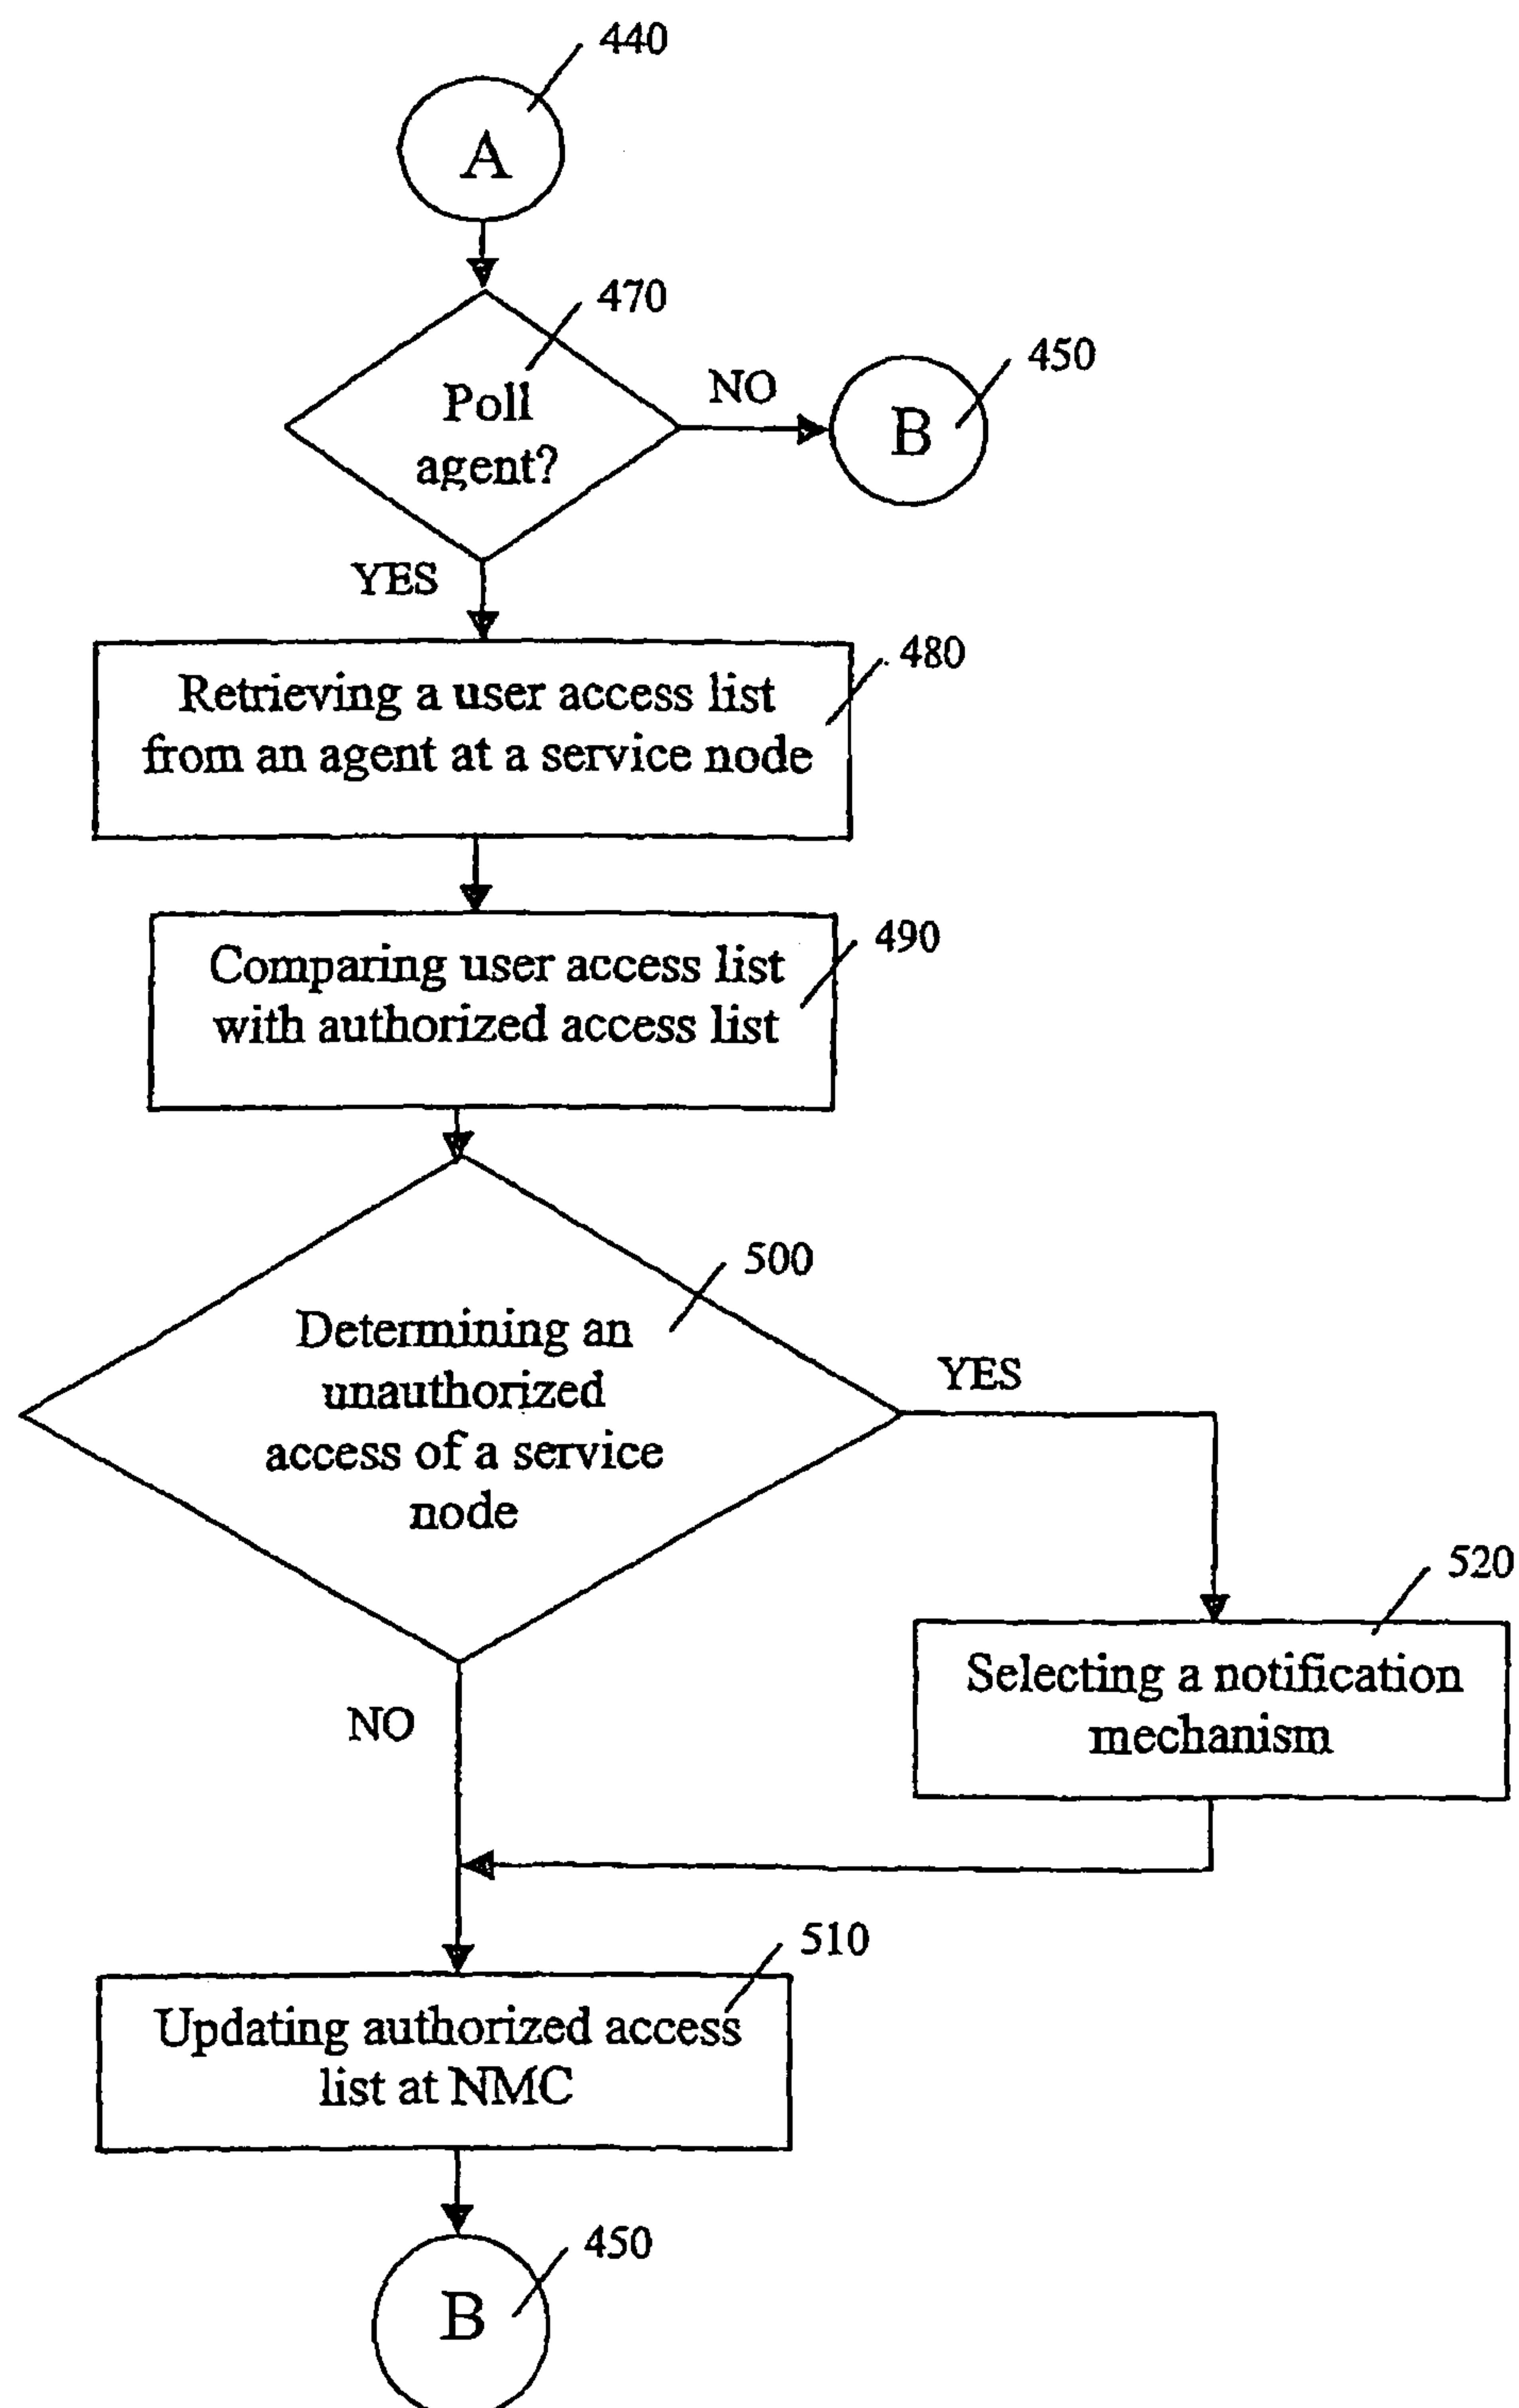 440
A
470
Poll
agent?
NO
450
B
YES
480
Retrieving a user access list
from an agent at a service node
490
Comparing user access list
with authorized access list
500
Determining an
unauthorized
access of a service
node
YES
520
Selecting a notification
mechanism
NO
510
Updating authorized access
list at NMC
450
B